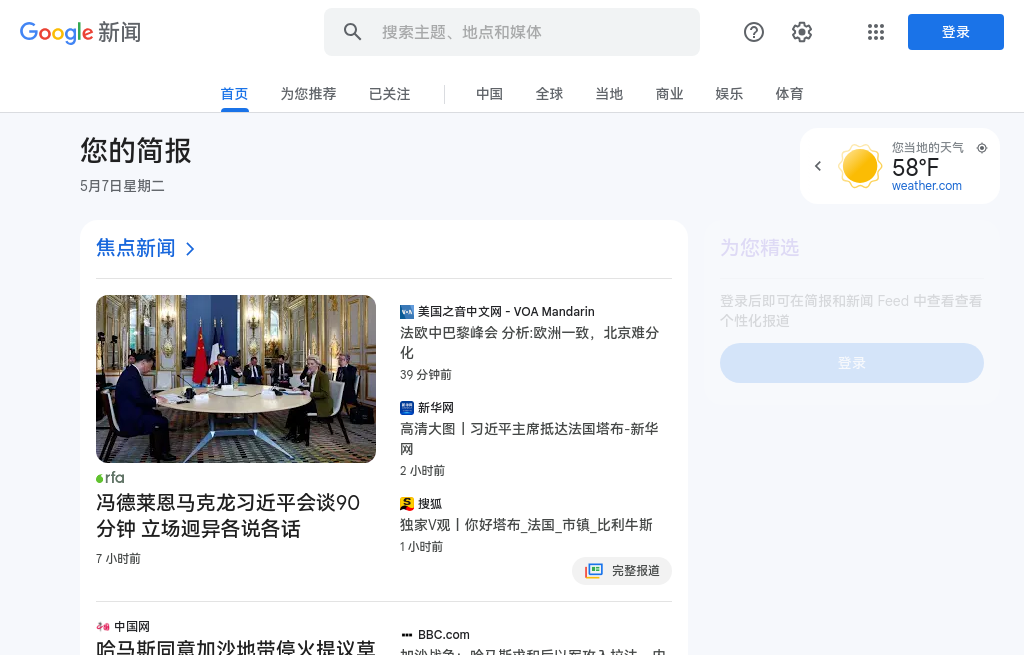 Google 新闻
搜索主题、地点和媒体
登录
首页
为您推荐
已关注
中国
全球
当地
商业
娱乐
体育
您的简报
5月7日星期二
您当地的天气
58°F
weather.com
焦点新闻
rfa
冯德莱恩马克龙习近平会谈90
分钟 立场迥异各说各话
7 小时前
美国之音中文网 - VOA Mandarin
法欧中巴黎峰会 分析:欧洲一致，北京难分
化
39 分钟前
新华网
高清大图丨习近平主席抵达法国塔布-新华
网
2 小时前
搜狐
独家V观丨你好塔布_法国_市镇_比利牛斯
1 小时前
完整报道
中国网
哈马斯同意加沙地带停火提议草
BBC.com
加沙战争：哈马斯求和后以军攻入拉法，内
为您精选
登录后即可在简报和新闻 Feed 中查看查看
个性化报道
登录